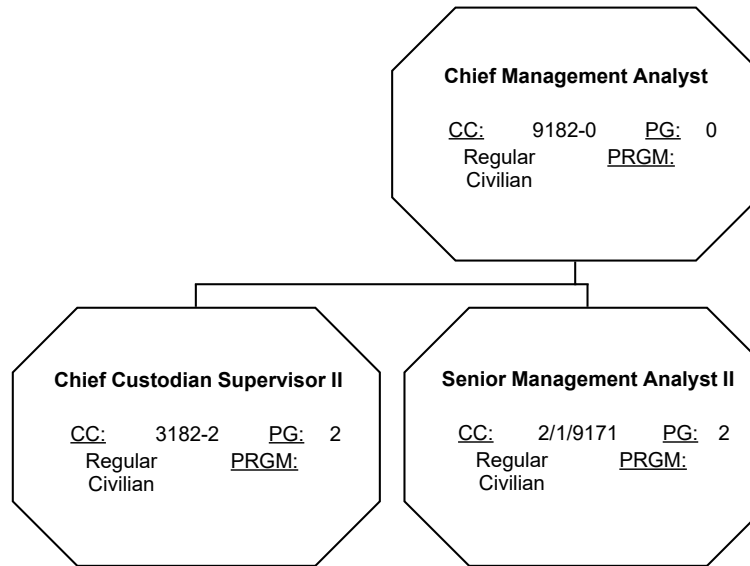 Chief Management Analyst
CC: 9182-0 PG: 0
Regular PRGM:
Civilian
Chief Custodian Supervisor II
CC: 3182-2 PG: 2
Regular PRGM:
Civilian
Senior Management Analyst II
CC: 2/1/9171 PG: 2
Regular PRGM:
Civilian